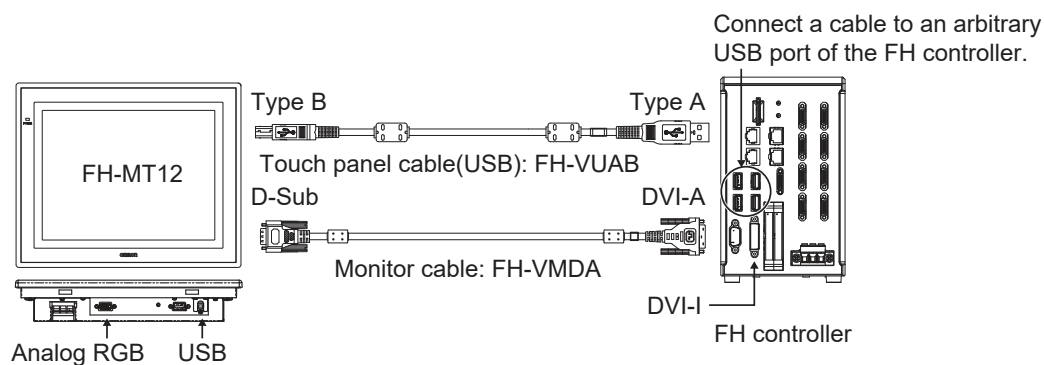 Connect a cable to an arbitrary
USB port of the FH controller.
Type B
Type A
FH-MT12
Touch panel cable(USB): FH-VUAB
D-Sub
DVI-A
OMRON
Monitor cable: FH-VMDA
DVI-I
FH controller
Analog RGB
USB